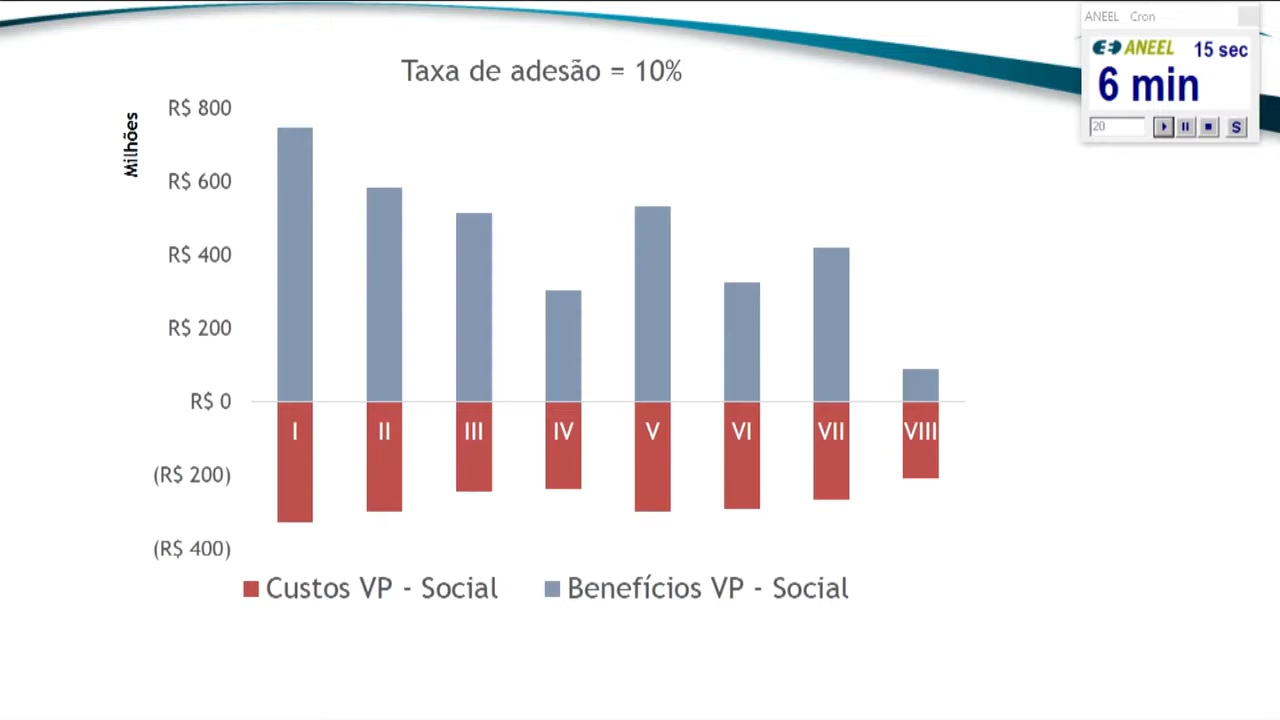 ANEEL Cron
ANEEL 15 sec
6 min
20
S
Taxa de adesão = 10%
Milhões
R$ 800
R$ 600
R$ 400
R$ 200
R$ 0
(R$ 200)
(R$ 400)
I II III IV V VI VII VIII
Custos VP - Social Benefícios VP - Social